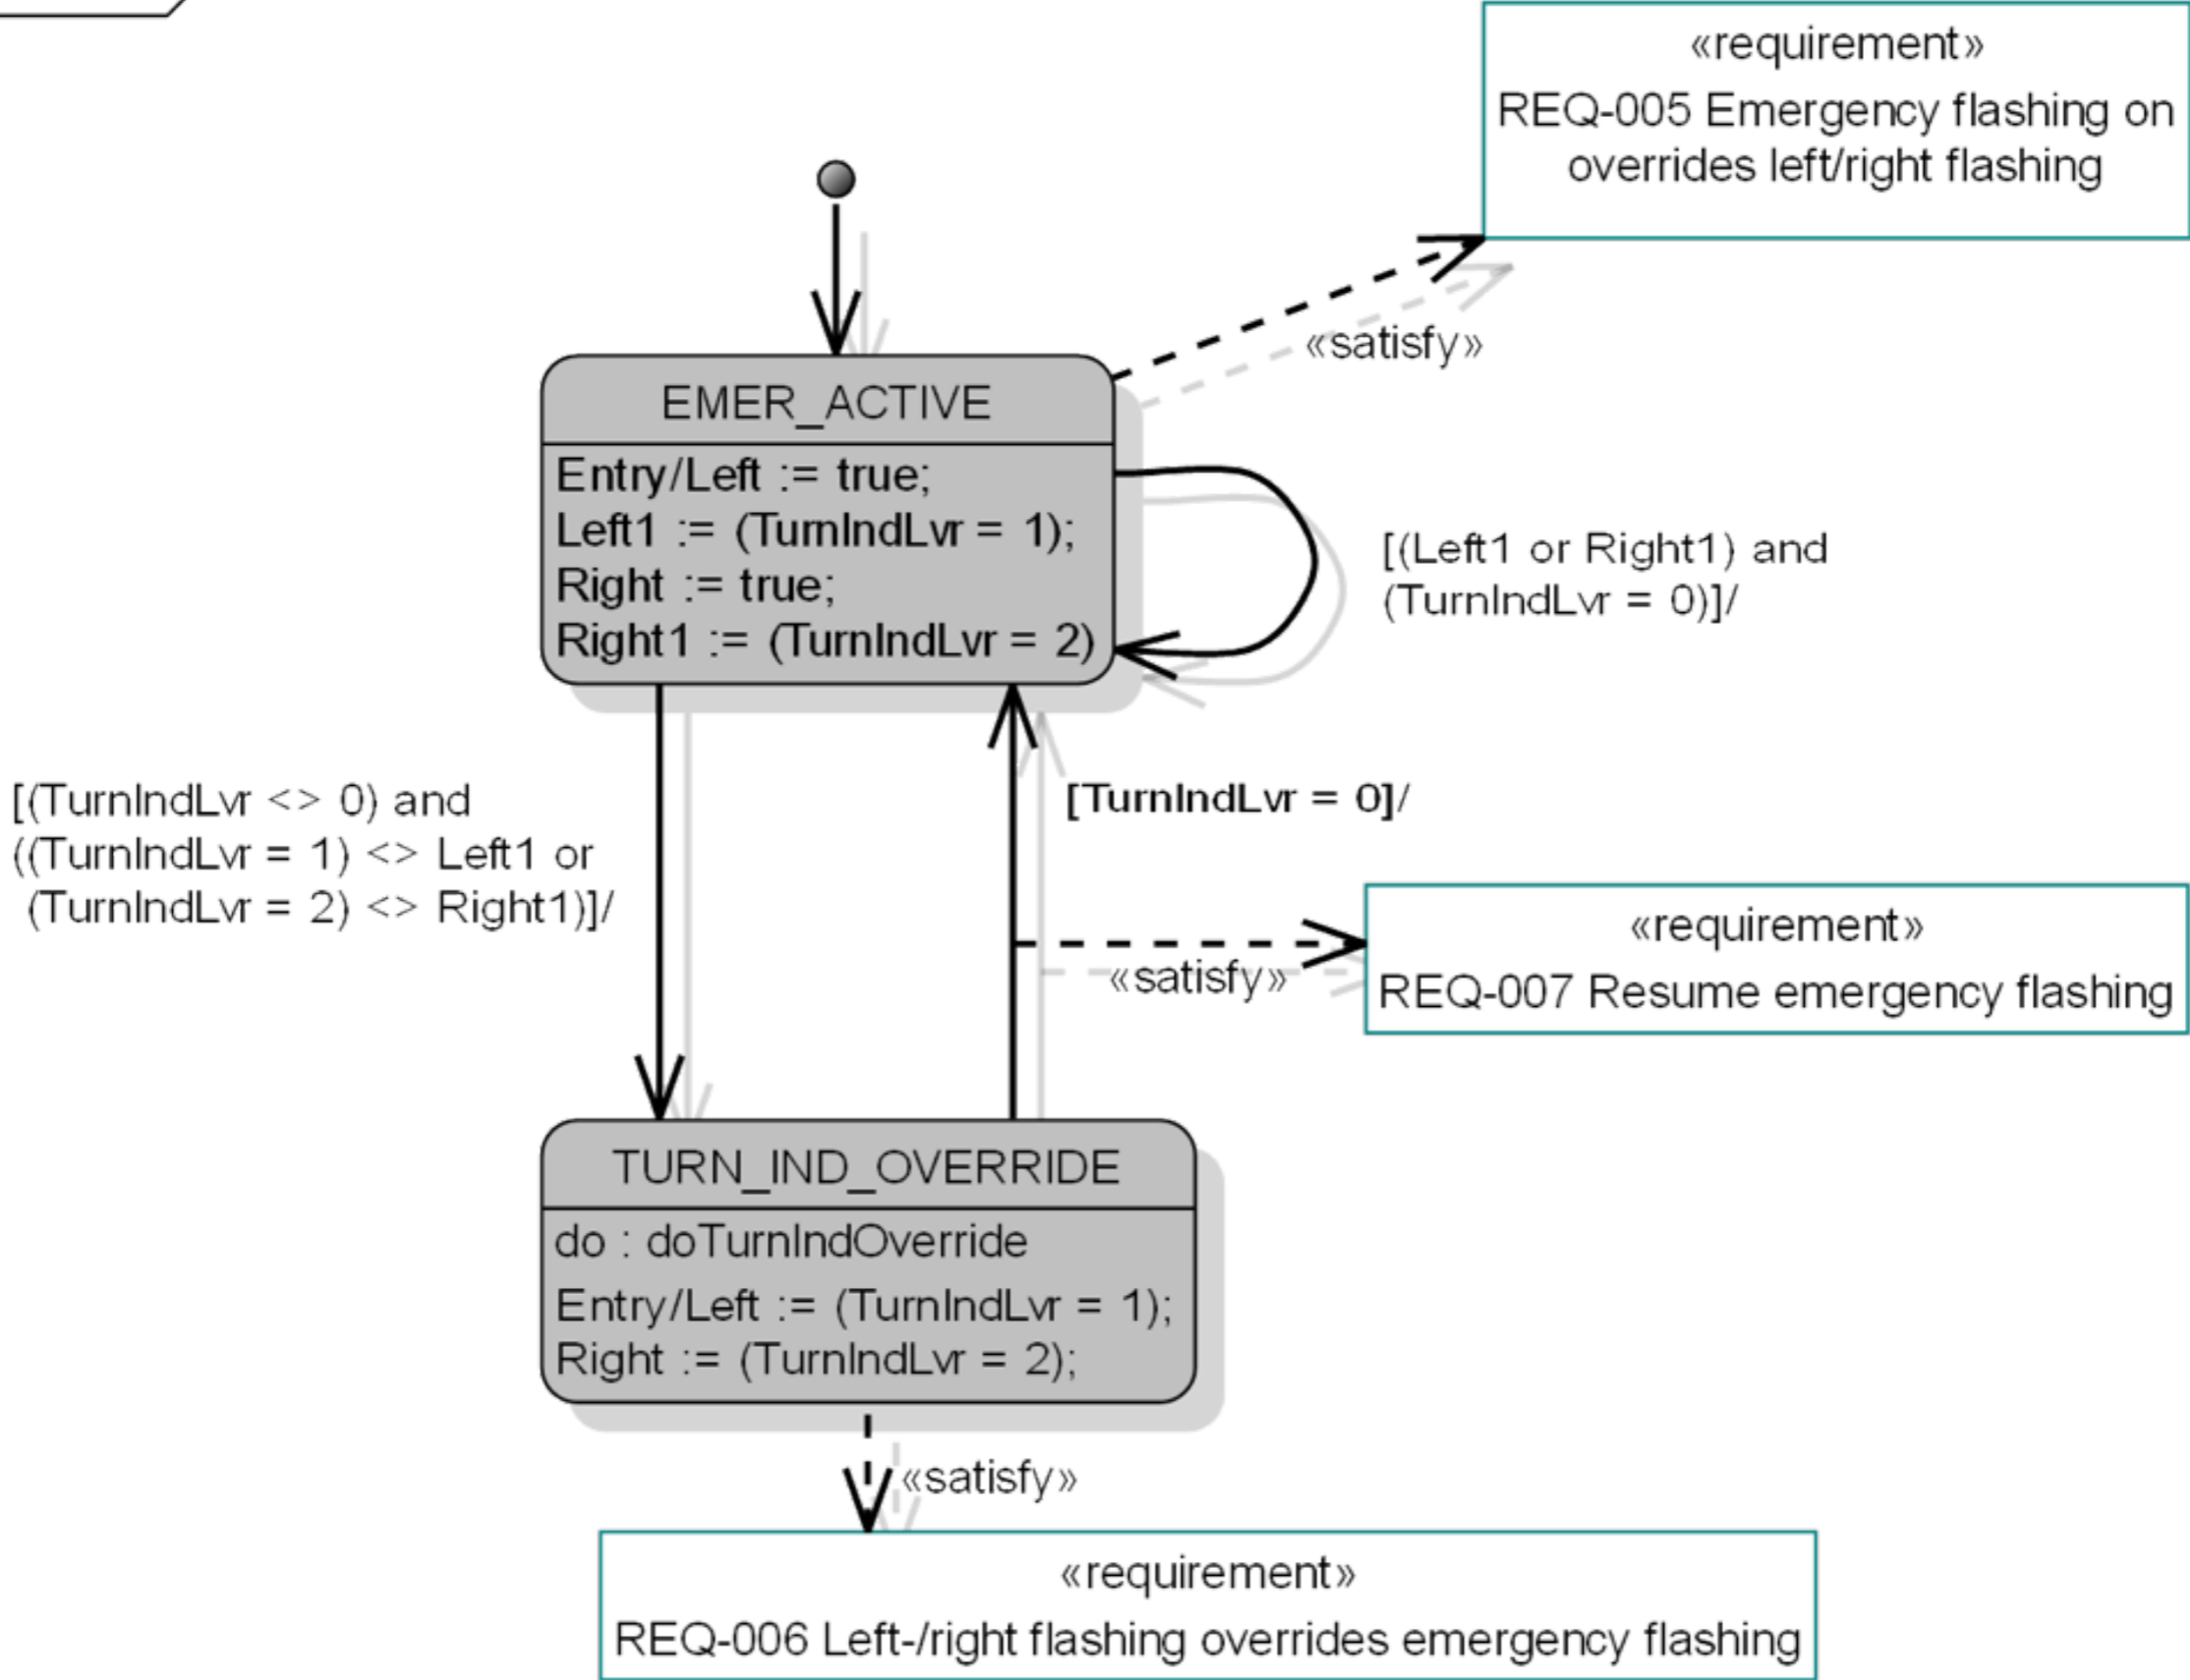 «requirement»
REQ-005 Emergency flashing on
overrides left/right flashing
«satisfy»
EMER_ACTIVE
Entry/Left := true;
Left1 := (TurnIndLvr = 1);
Right := true;
Right1 := (TurnIndLvr = 2)
[(Left1 or Right1) and
(TurnIndLvr = 0)]/
[(TurnIndLvr <> 0) and
((TurnIndLvr = 1) <> Left1 or
(TurnIndLvr = 2) <> Right1)]/
[TurnIndLvr = 0]/
«requirement»
REQ-007 Resume emergency flashing
«satisfy»
TURN_IND_OVERRIDE
do : doTurnIndOverride
Entry/Left := (TurnIndLvr = 1);
Right := (TurnIndLvr = 2);
«satisfy»
«requirement»
REQ-006 Left-/right flashing overrides emergency flashing